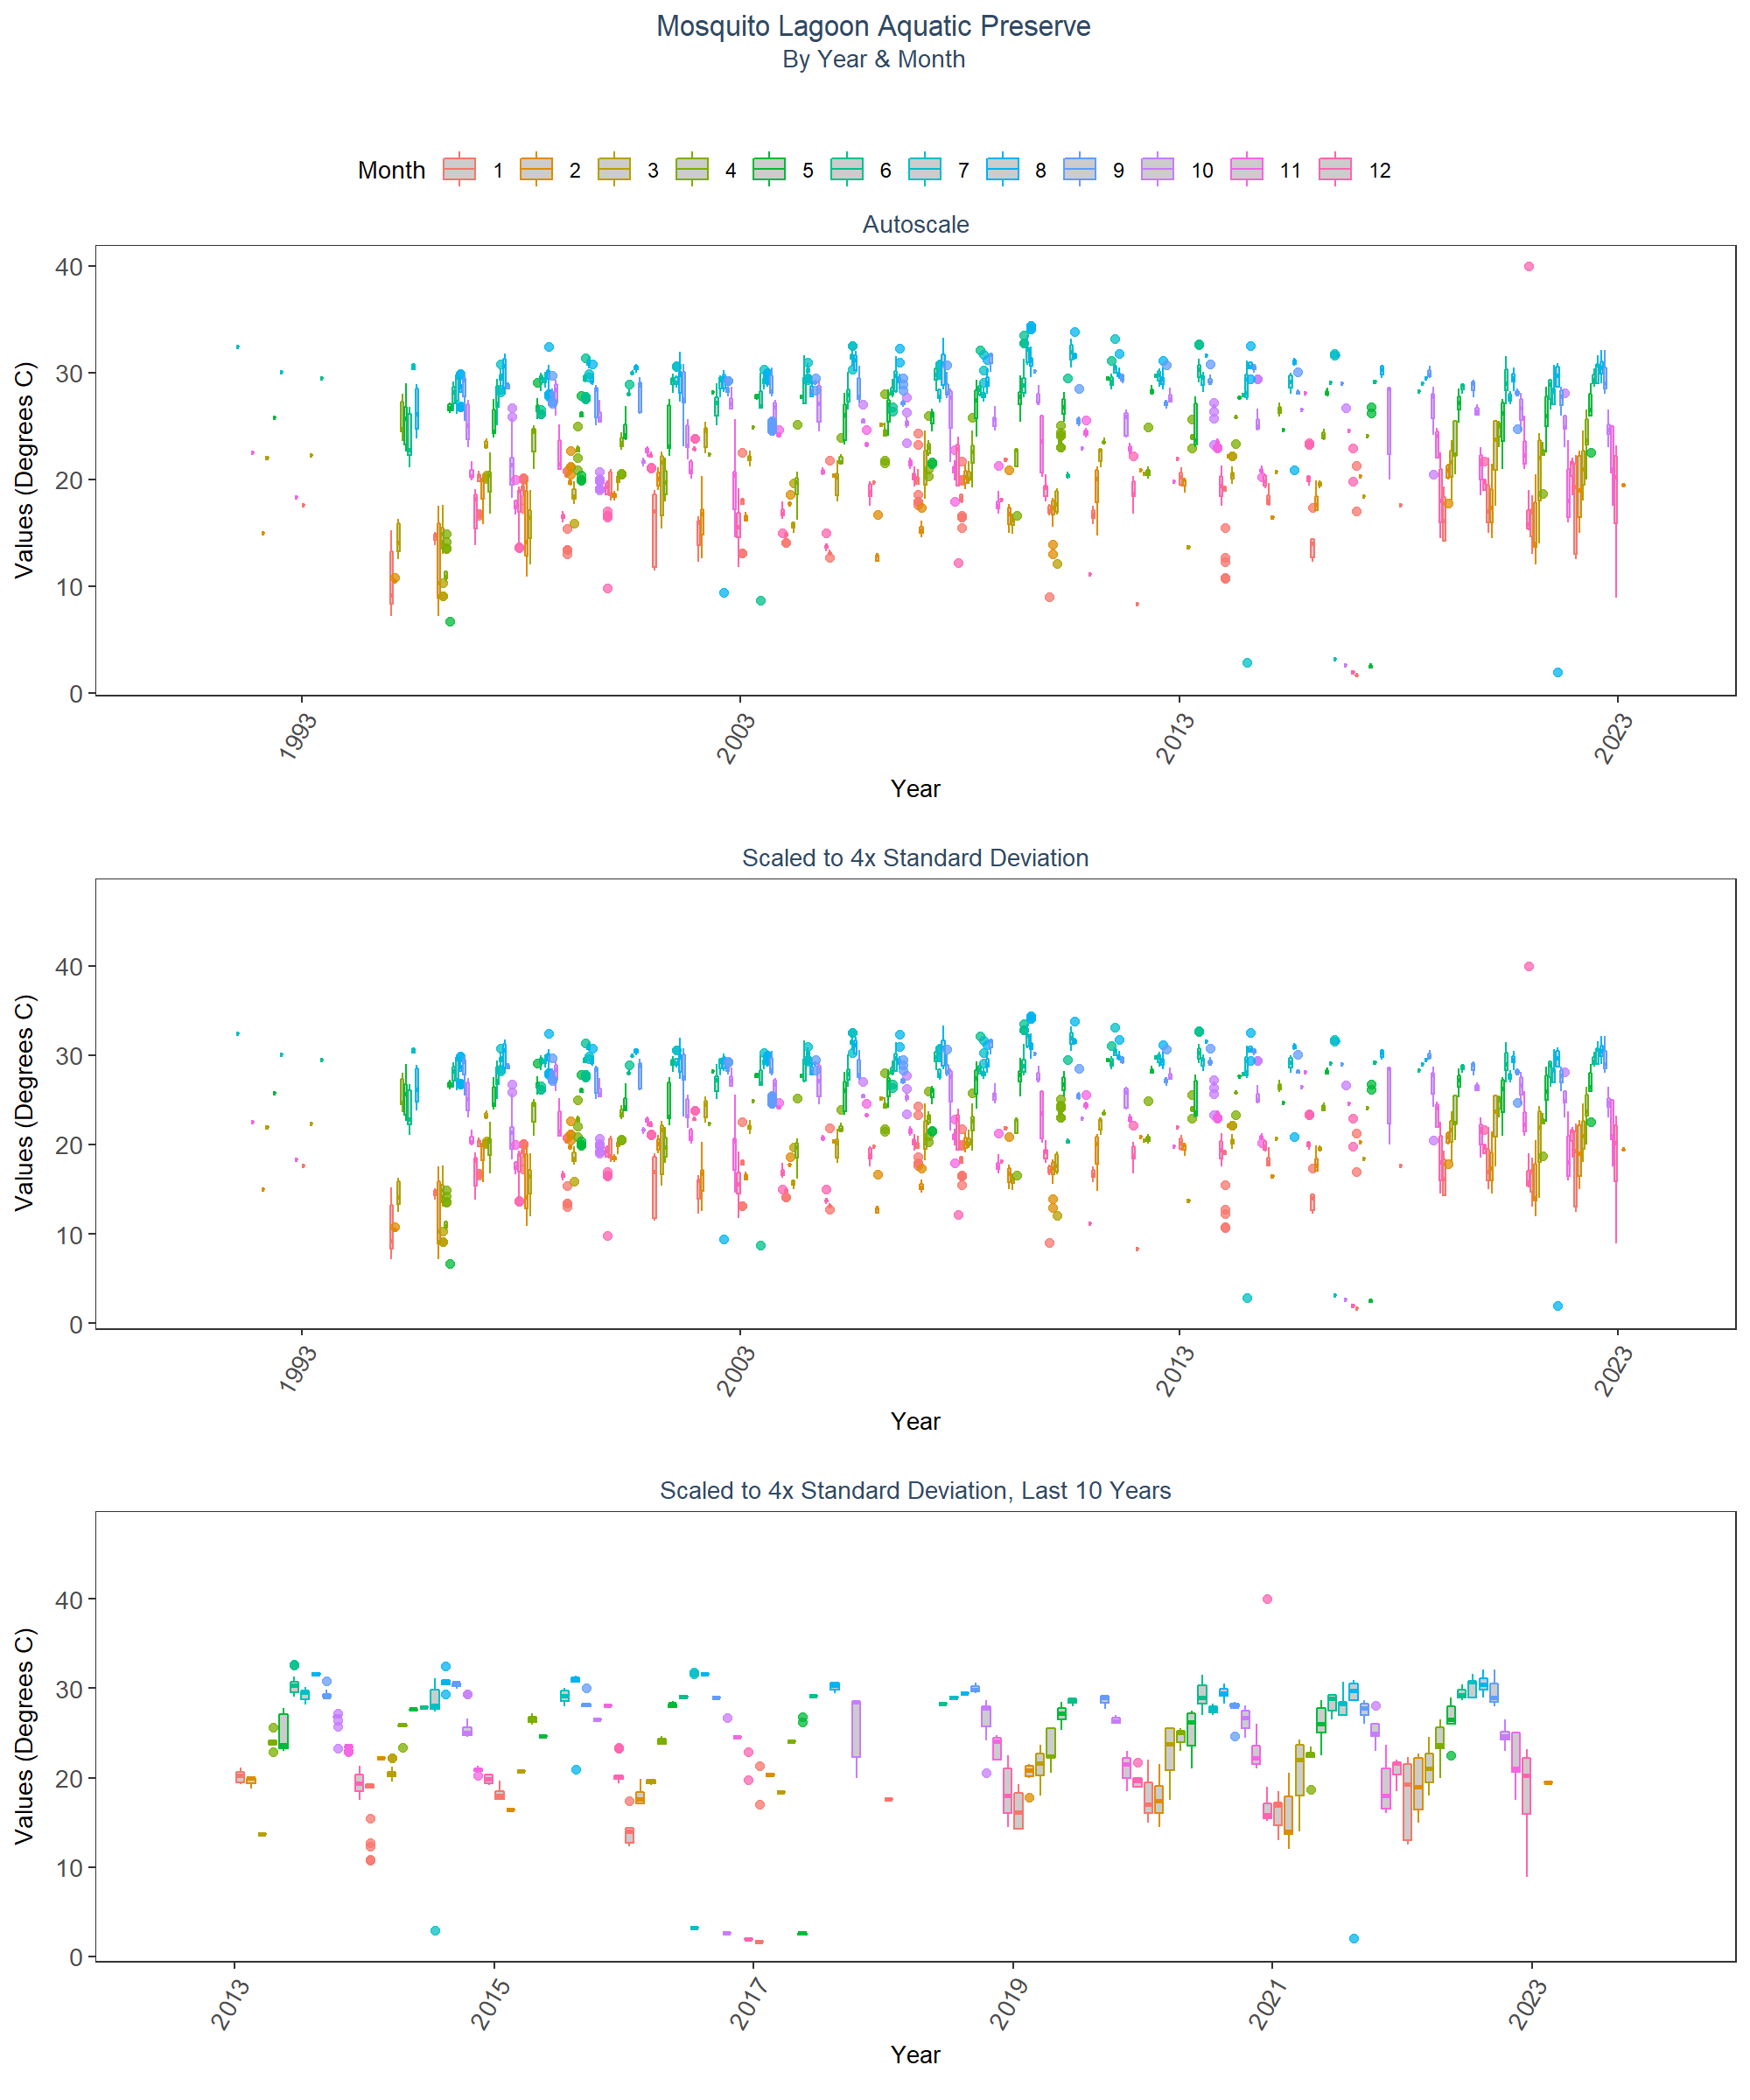 Mosquito Lagoon Aquatic Preserve
By Year & Month
Month 1 2 3 4 5 6 7 8 9 10 11 12
Autoscale
Values (Degrees C)
40
30
20
10
0
1993 2003 2013 2023
Year
Scaled to 4x Standard Deviation
Values (Degrees C)
40
30
20
10
0
1993 2003 2013 2023
Year
Scaled to 4x Standard Deviation, Last 10 Years
Values (Degrees C)
40
30
20
10
0
2013 2015 2017 2019 2021 2023
Year